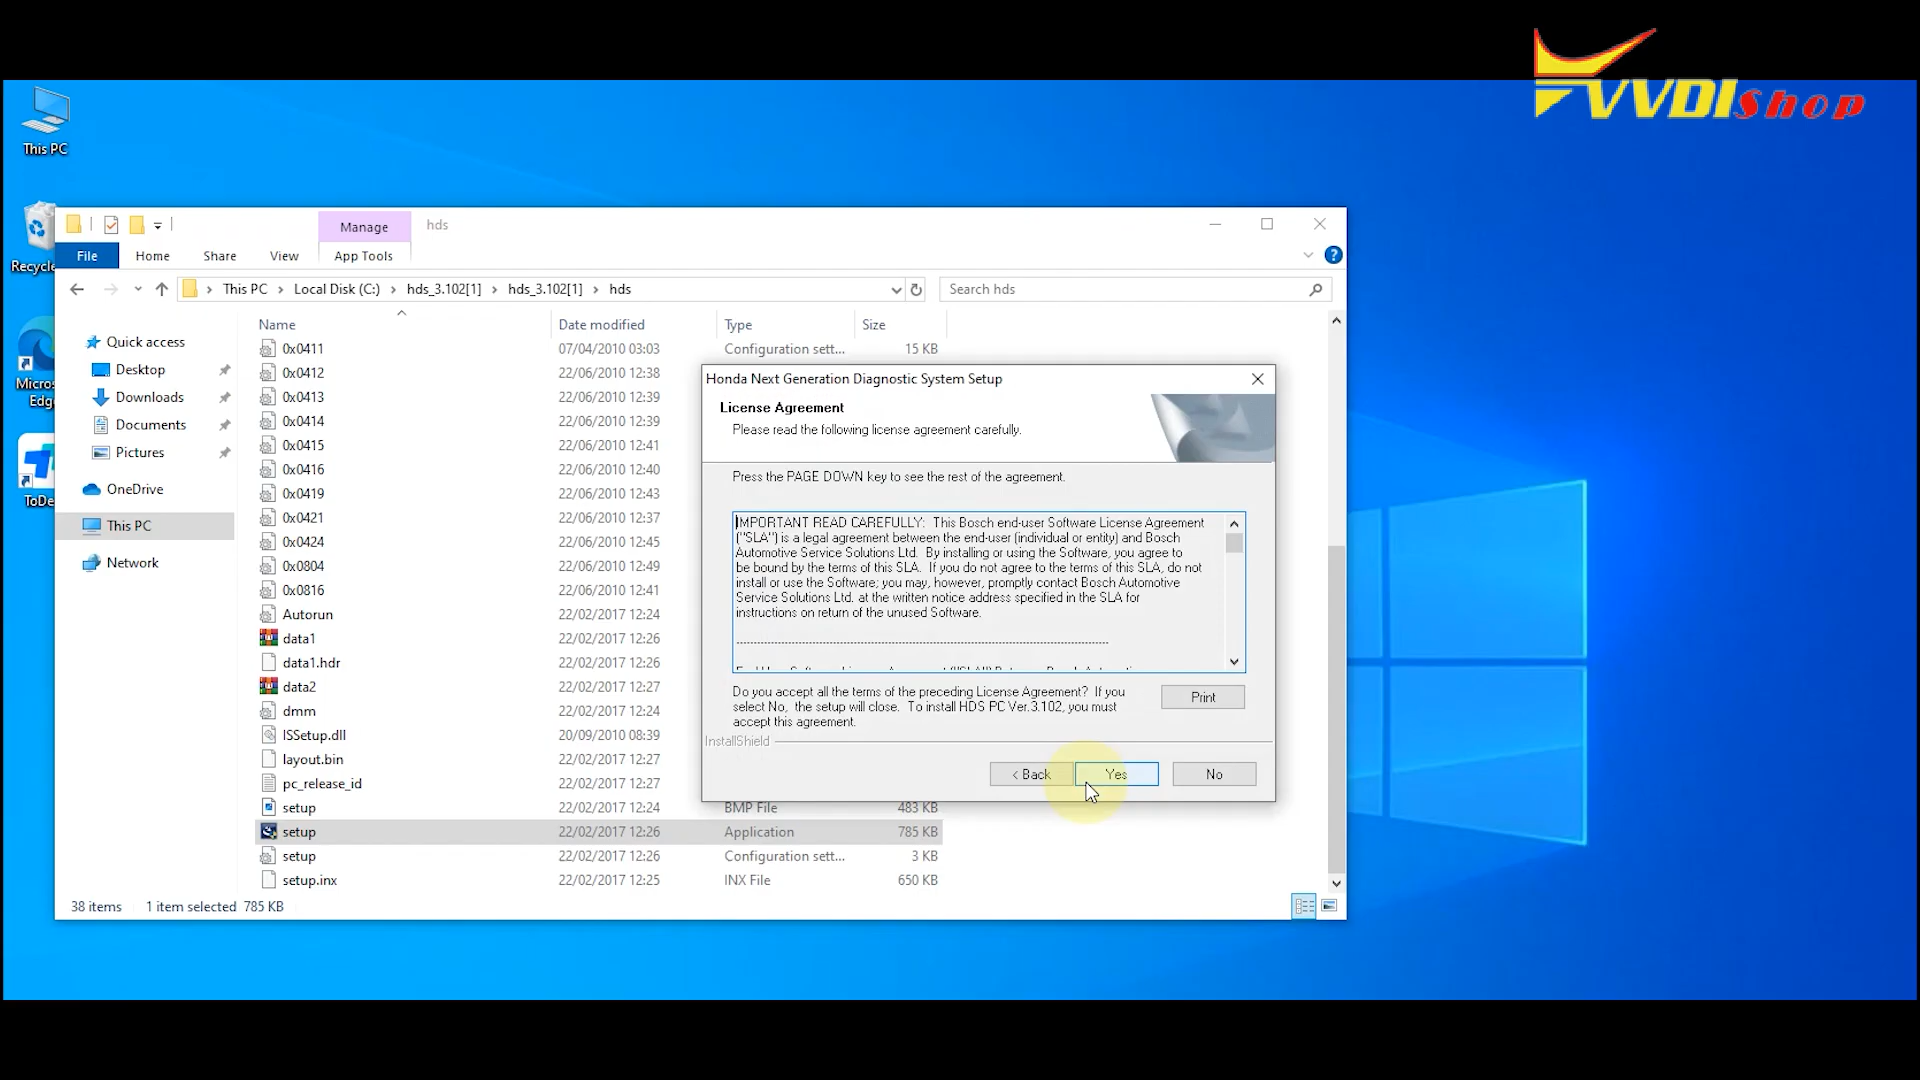 VVDIshop
This PC
Recycle
Micros
Edg
ToDe
Manage
hds
File
Home
Share
View
App Tools
This PC > Local Disk (C:) > hds_3.102[1] > hds_3.102[1] > hds
Search hds
Quick access
Desktop
Downloads
Documents
Pictures
OneDrive
This PC
Network
Name Date modified Type Size
0x0411 07/04/2010 03:03 Configuration sett... 15 KB
0x0412 22/06/2010 12:38
0x0413 22/06/2010 12:39
0x0414 22/06/2010 12:39
0x0415 22/06/2010 12:41
0x0416 22/06/2010 12:40
0x0419 22/06/2010 12:43
0x0421 22/06/2010 12:37
0x0424 22/06/2010 12:45
0x0804 22/06/2010 12:49
0x0816 22/06/2010 12:41
Autorun 22/02/2017 12:24
data1 22/02/2017 12:26
data1.hdr 22/02/2017 12:26
data2 22/02/2017 12:27
dmm 22/02/2017 12:24
ISSetup.dll 20/09/2010 08:39
layout.bin 22/02/2017 12:27
pc_release_id 22/02/2017 12:27
setup 22/02/2017 12:24 BMP File 483 KB
setup 22/02/2017 12:26 Application 785 KB
setup 22/02/2017 12:26 Configuration sett... 3 KB
setup.inx 22/02/2017 12:25 INX File 650 KB
38 items 1 item selected 785 KB
Honda Next Generation Diagnostic System Setup
License Agreement
Please read the following license agreement carefully.
Press the PAGE DOWN key to see the rest of the agreement.
IMPORTANT READ CAREFULLY: This Bosch end-user Software License Agreement
("SLA") is a legal agreement between the end-user (individual or entity) and Bosch
Automotive Service Solutions Ltd. By installing or using the Software, you agree to
be bound by the terms of this SLA. If you do not agree to the terms of this SLA, do not
install or use the Software; you may, however, promptly contact Bosch Automotive
Service Solutions Ltd. at the written notice address specified in the SLA for
instructions on return of the unused Software.
Do you accept all the terms of the preceding License Agreement? If you
select No, the setup will close. To install HDS PC Ver.3.102, you must
accept this agreement.
Print
InstallShield
< Back
Yes
No